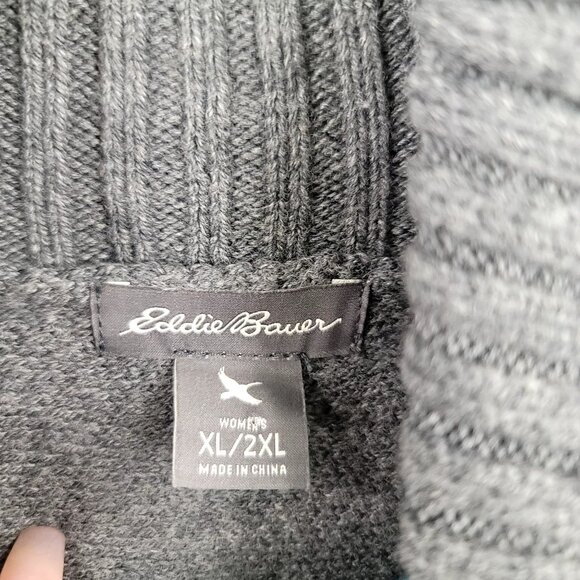 Eddie Bauer
WOMEN'S
XL/2XL
MADE IN CHINA